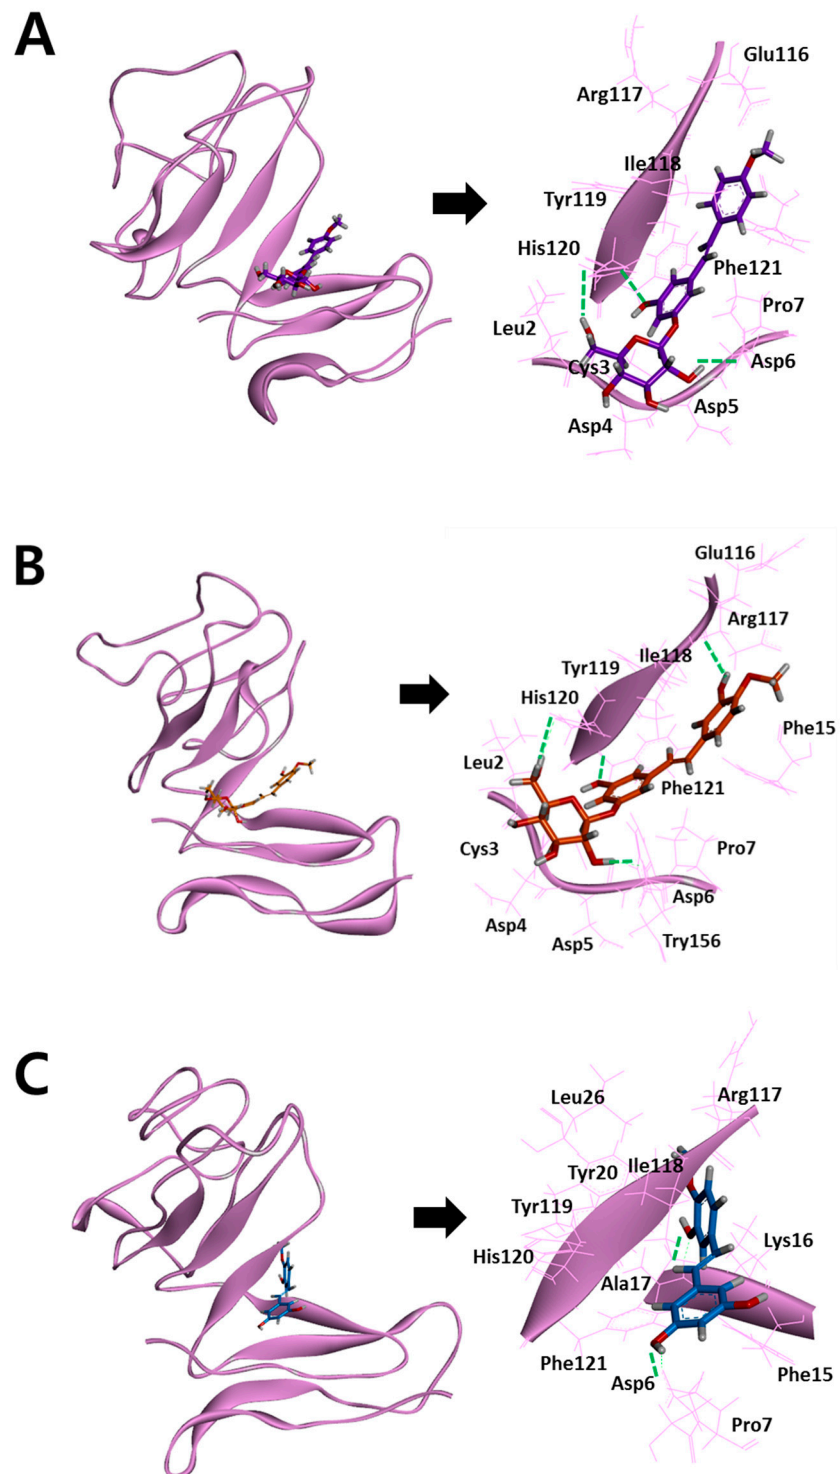 A
Glu116
Arg117
Ile118
Tyr119
His120
Phe121
Pro7
Leu2
Cys3
Asp6
Asp5
Asp4
B
Glu116
Arg117
Ile118
Tyr119
His120
Phe15
Leu2
Phe121
Cys3
Pro7
Asp6
Asp4
Asp5
Try156
C
Leu26
Arg117
Tyr20
Ile118
Tyr119
Lys16
His120
Ala17
Phe121
Asp6
Phe15
Pro7